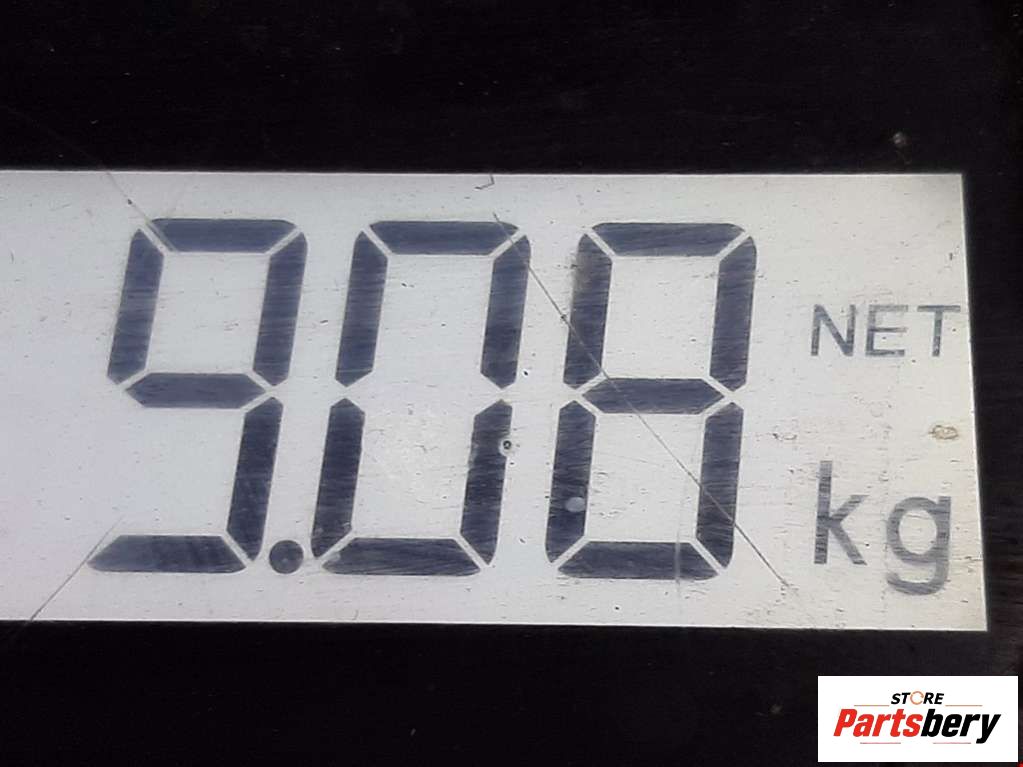 9.08
NET
kg
STORE
Partsbery